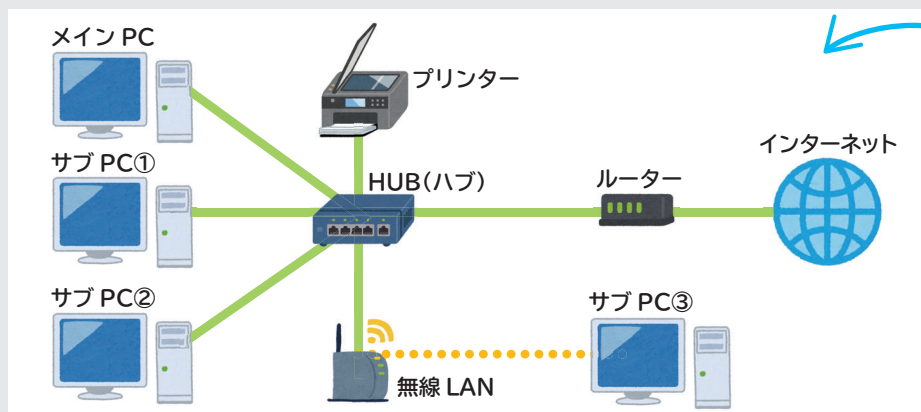 メイン PC
プリンター
サブ PC①
HUB(ハブ)
ルーター
インターネット
サブ PC②
サブ PC③
無線 LAN